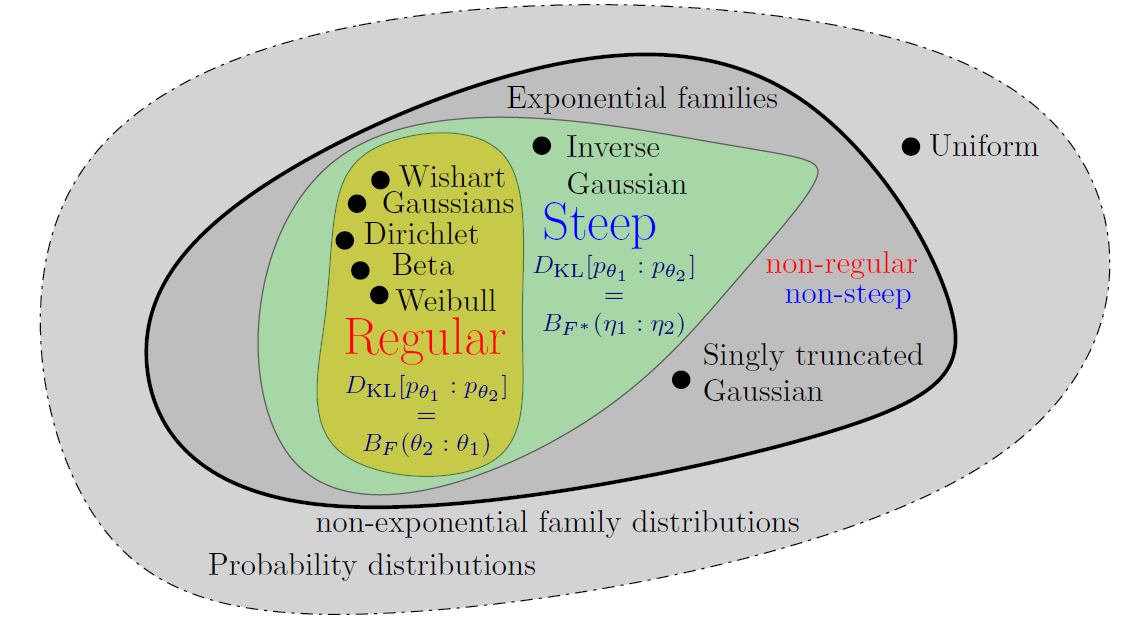 Exponential families
Inverse
Gaussian
Uniform
Wishart
Gaussians
Dirichlet
Beta
Weibull
Regular
D_KL[p_θ₁ : p_θ₂]
=
B_F(θ₂ : θ₁)
Steep
D_KL[p_θ₁ : p_θ₂]
=
B_F*(η₁ : η₂)
non-regular
non-steep
Singly truncated
Gaussian
non-exponential family distributions
Probability distributions